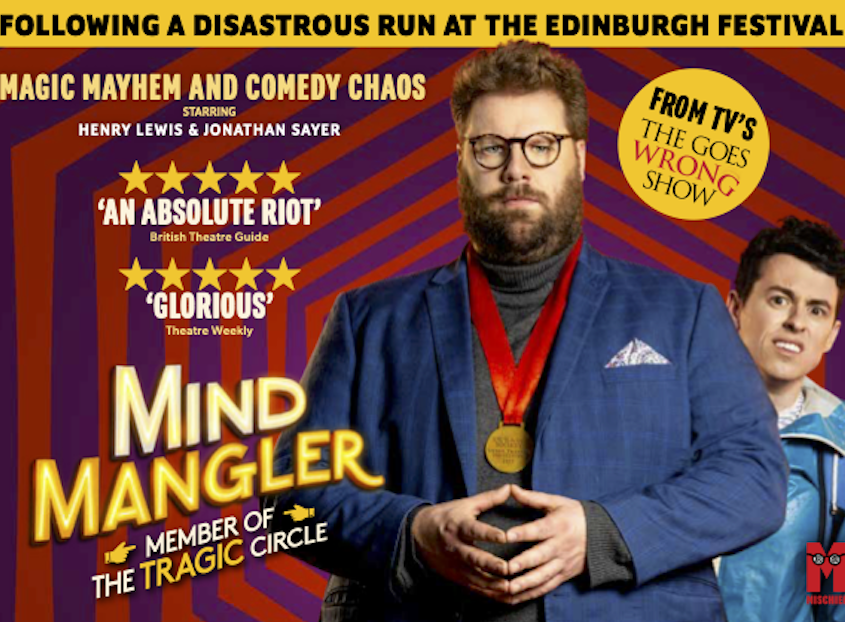 FOLLOWING A DISASTROUS RUN AT THE EDINBURGH FESTIVAL
MAGIC MAYHEM AND COMEDY CHAOS
STARRING
HENRY LEWIS & JONATHAN SAYER
‘AN ABSOLUTE RIOT’
British Theatre Guide
‘GLORIOUS’
Theatre Weekly
MIND
MANGLER
MEMBER OF
THE TRAGIC CIRCLE
FROM TV’S
THE GOES
WRONG
SHOW
M